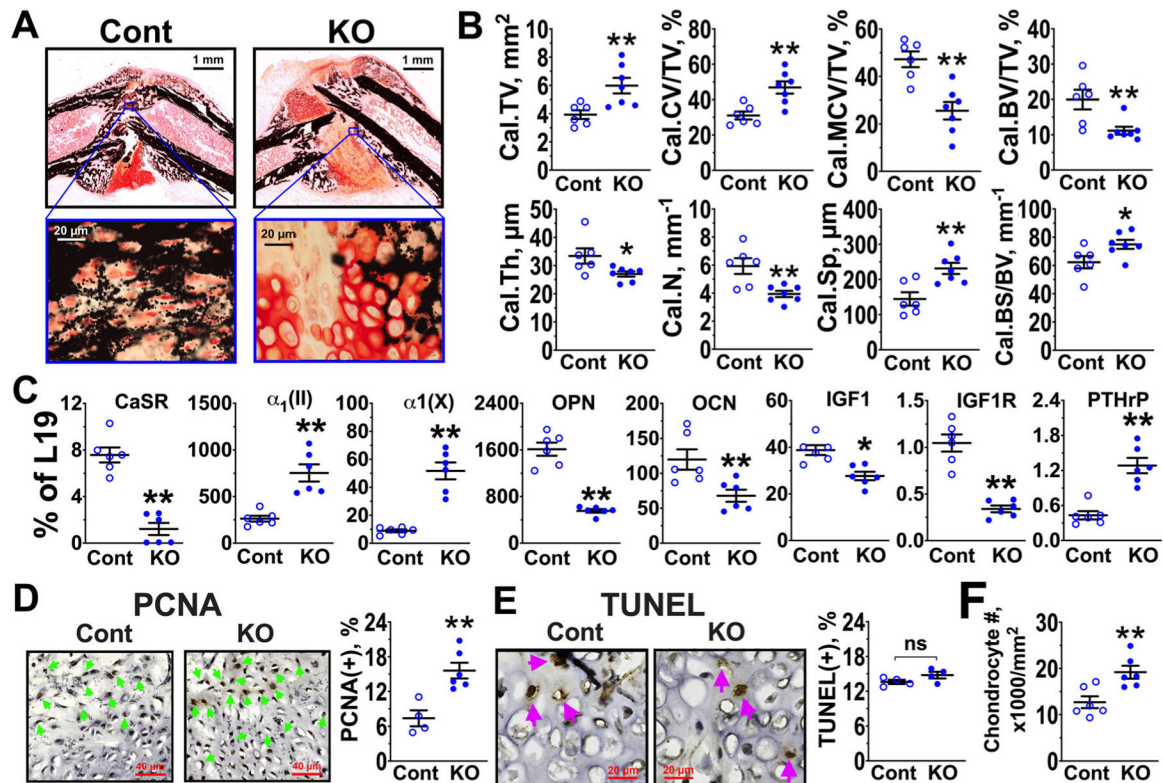 A
Cont
KO
1 mm
1 mm
20 µm
20 µm
B
Cal.TV, mm²
10
8
6
4
2
0
**
Cont KO
Cal.CV/TV, %
80
60
40
20
0
**
Cont KO
Cal.MCV/TV, %
60
40
20
0
**
Cont KO
Cal.BV/TV, %
40
30
20
10
0
**
Cont KO
Cal.Th, µm
50
40
30
20
10
0
*
Cont KO
Cal.N, mm⁻¹
10
8
6
4
2
0
**
Cont KO
Cal.Sp, µm
400
300
200
100
0
**
Cont KO
Cal.BS/BV, mm⁻¹
100
80
60
40
20
0
*
Cont KO
C
% of L19
CaSR
12
8
4
0
**
Cont KO
α₁(II)
1500
1000
500
0
**
Cont KO
α1(X)
100
80
60
40
20
0
**
Cont KO
OPN
2400
1600
800
0
**
Cont KO
OCN
200
150
100
50
0
**
Cont KO
IGF1
80
60
40
20
0
*
Cont KO
IGF1R
1.5
1.0
0.5
0.0
**
Cont KO
PTHrP
2.4
1.8
1.2
0.6
0.0
**
Cont KO
D
PCNA
Cont
KO
40 µm
40 µm
PCNA(+), %
24
18
12
6
0
**
Cont KO
E
TUNEL
Cont
KO
20 µm
20 µm
TUNEL(+), %
24
18
12
6
0
ns
Cont KO
F
Chondrocyte #,
x1000/mm²
30
20
10
0
**
Cont KO